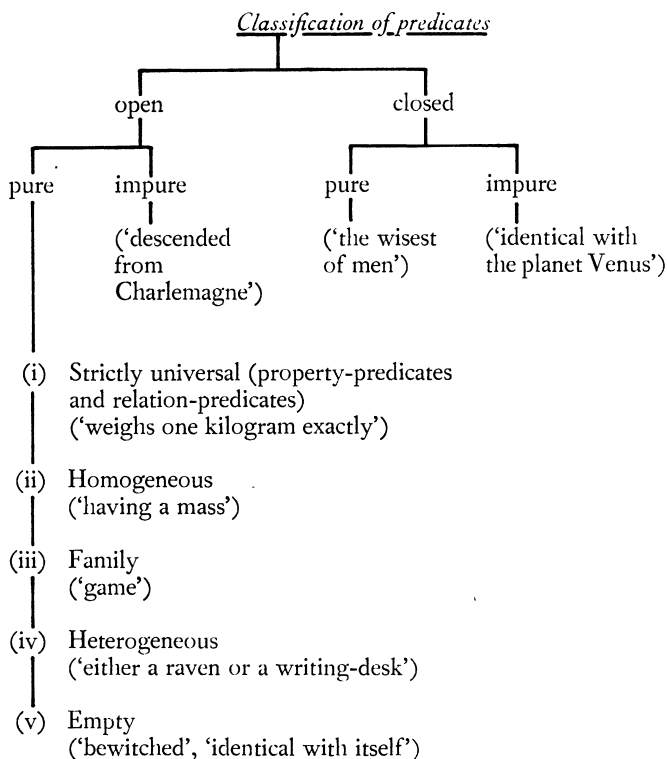 Classification of predicates
open closed
pure impure pure impure
(‘descended from Charlemagne’) (‘the wisest of men’) (‘identical with the planet Venus’)
(i) Strictly universal (property-predicates
and relation-predicates)
(‘weighs one kilogram exactly’)
(ii) Homogeneous
(‘having a mass’)
(iii) Family
(‘game’)
(iv) Heterogeneous
(‘either a raven or a writing-desk’)
(v) Empty
(‘bewitched’, ‘identical with itself’)